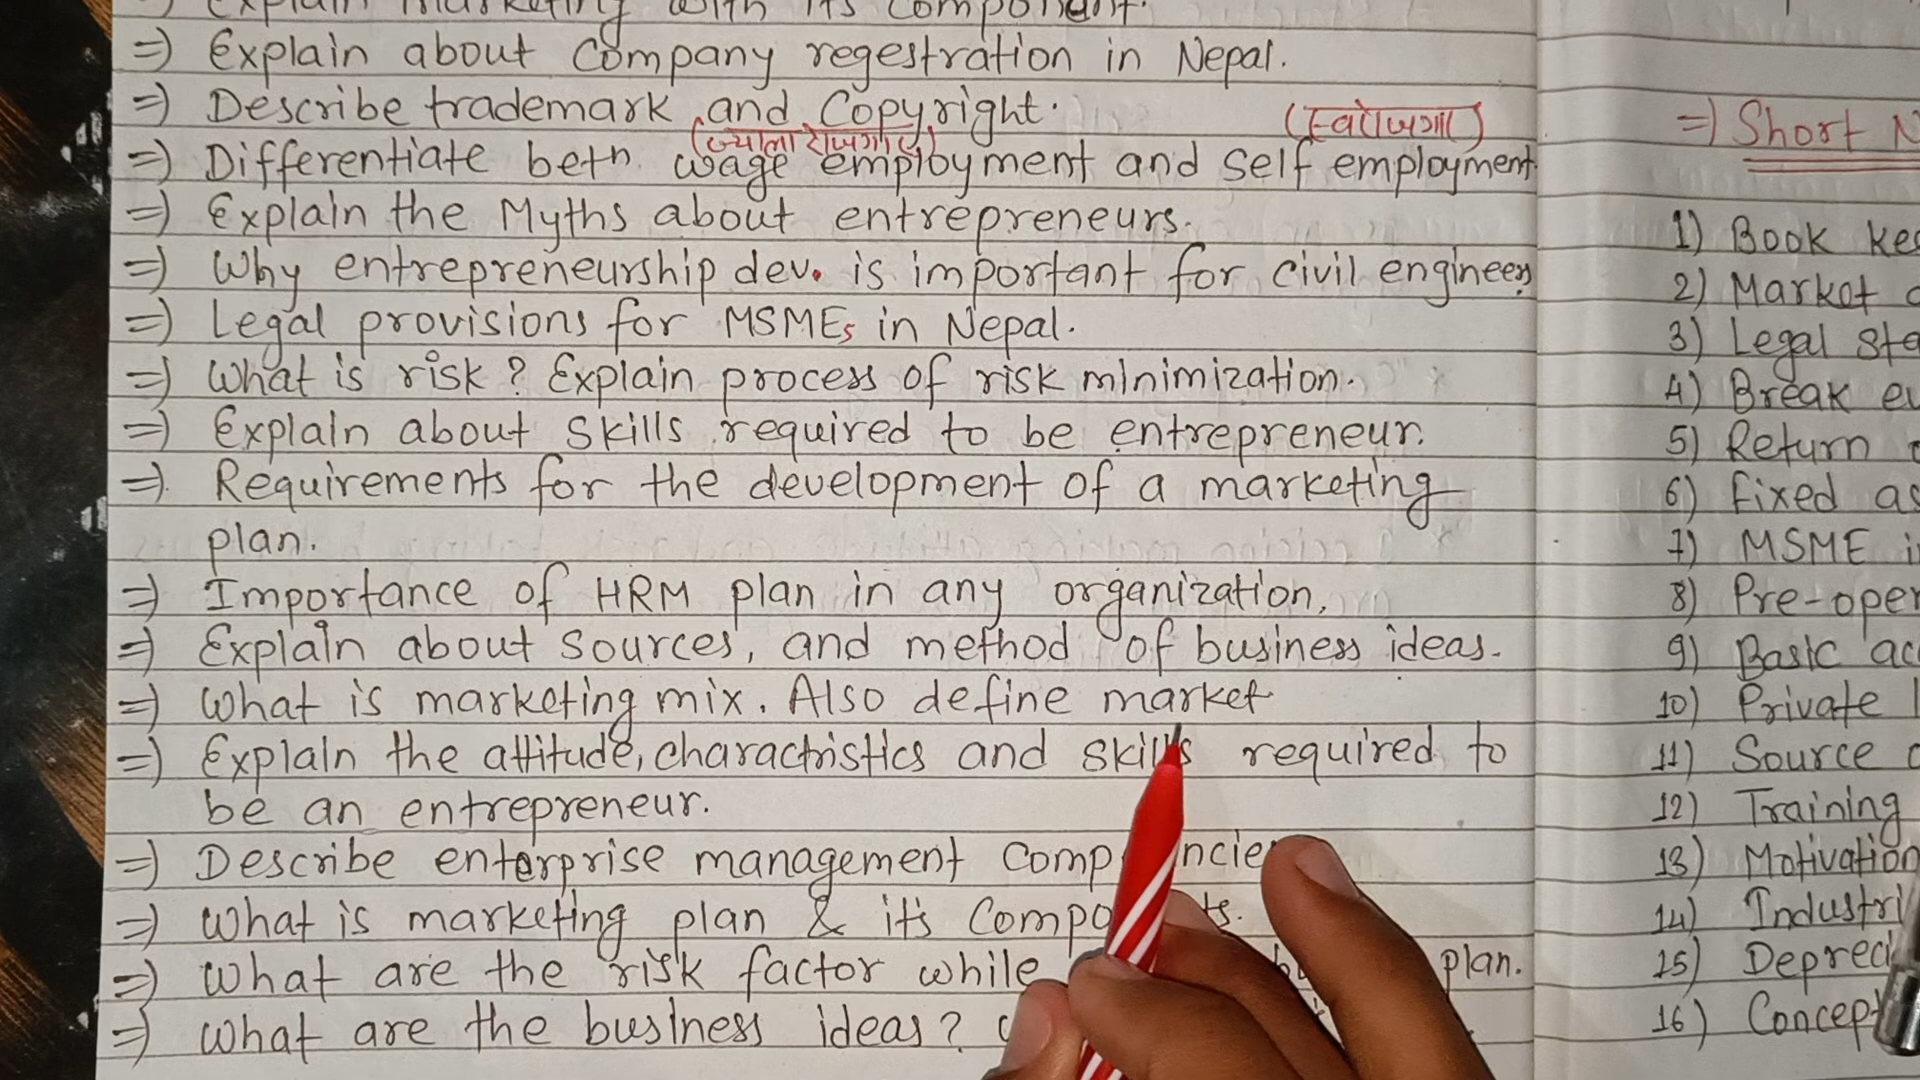 Explain marketing with its component.
=) Explain about Company regestration in Nepal.
=) Describe trademark and Copyright.
=) Differentiate betn wage employment and self employment
=) Explain the Myths about entrepreneurs.
=) Why entrepreneurship dev. is important for civil engineers
=) Legal provisions for MSMEs in Nepal.
=) What is risk? Explain process of risk minimization.
=) Explain about skills required to be entrepreneur.
=) Requirements for the development of a marketing
plan.
=) Importance of HRM plan in any organization,
=) Explain about sources, and method of business ideas.
=) What is marketing mix. Also define market
=) Explain the attitude, charactristics and skills required to
be an entrepreneur.
=) Describe enterprise management
=) What is marketing plan & it's
=) What are the risk factor while plan.
=) What are the business ideas?
=) Short
1) Book
2) Market
3) Legal
4) Break
5) Return
6) Fixed
7) MSME
8)
9) Basic
10) Private
11) Source
12) Training
13) Motivation
14)
15)
16)